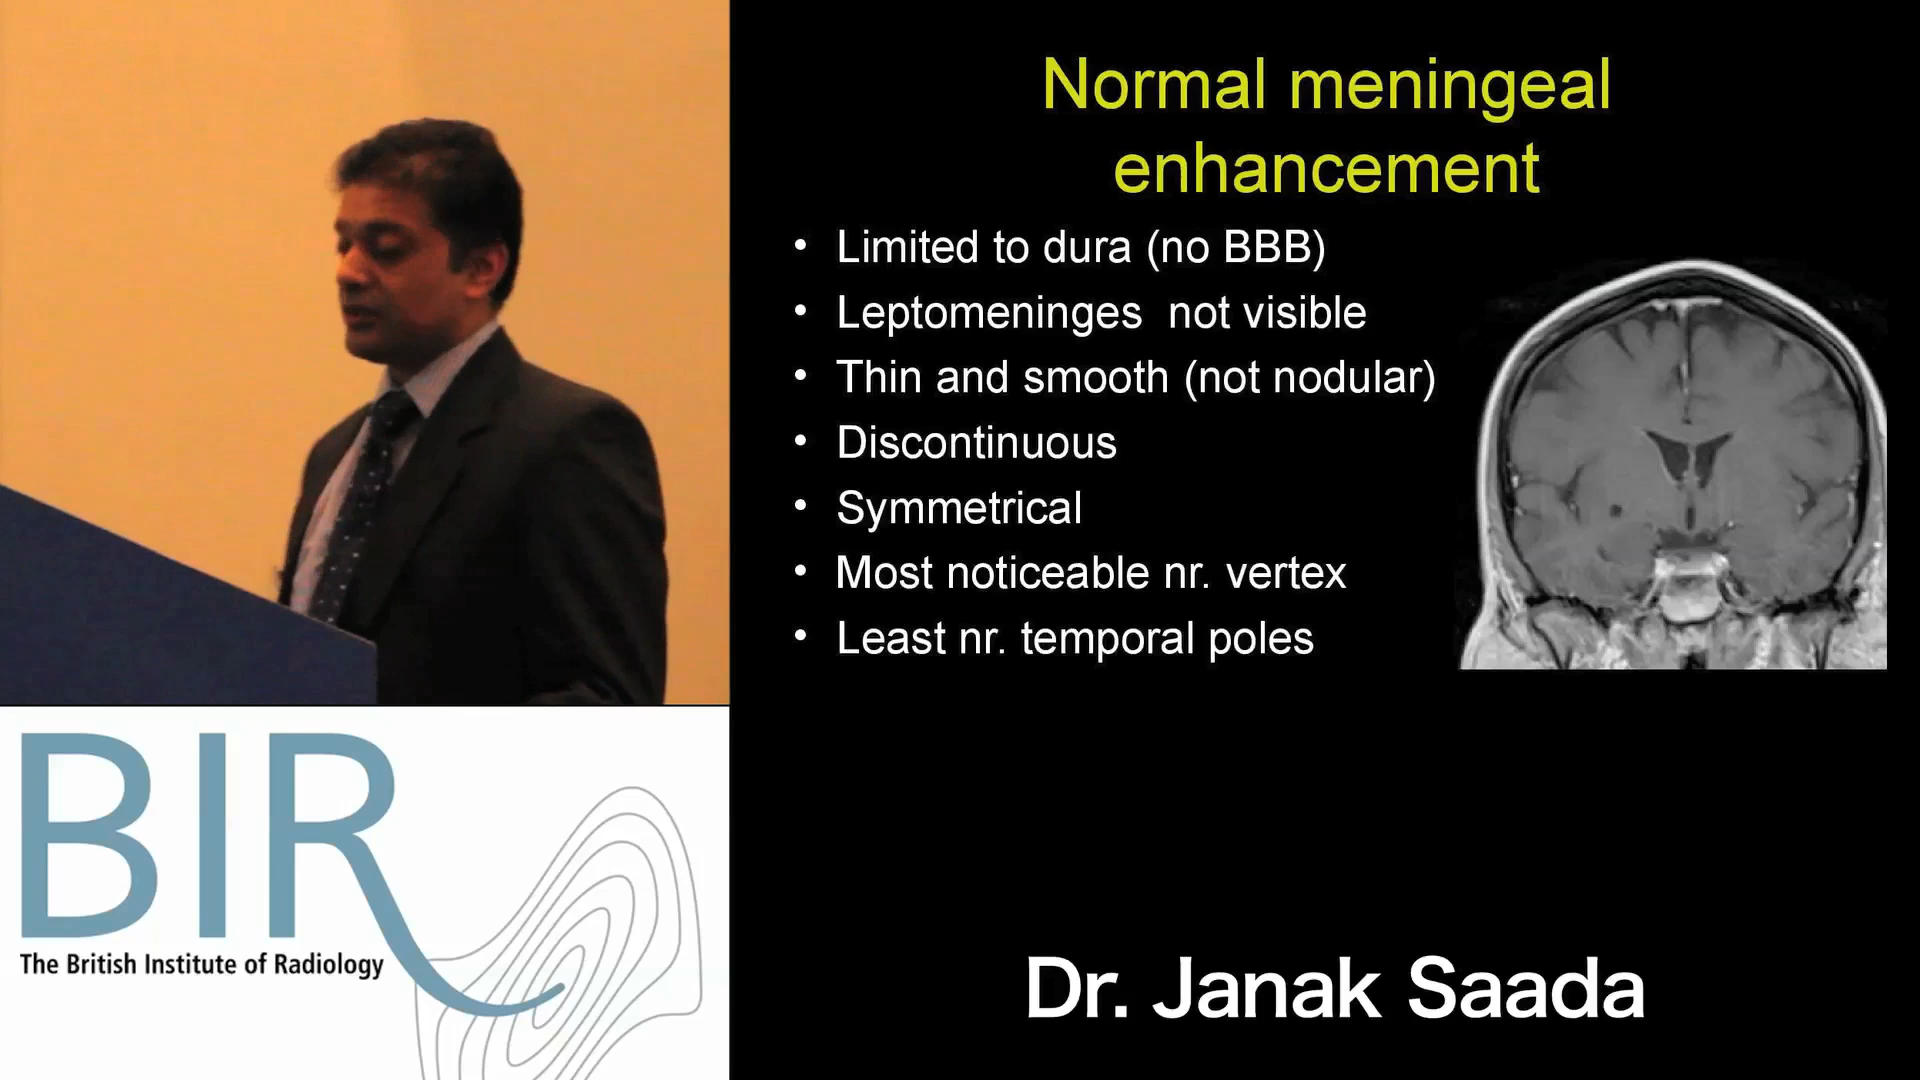 Normal meningeal
enhancement
• Limited to dura (no BBB)
• Leptomeninges  not visible
• Thin and smooth (not nodular)
• Discontinuous
• Symmetrical
• Most noticeable nr. vertex
• Least nr. temporal poles
BIR
The British Institute of Radiology
Dr. Janak Saada